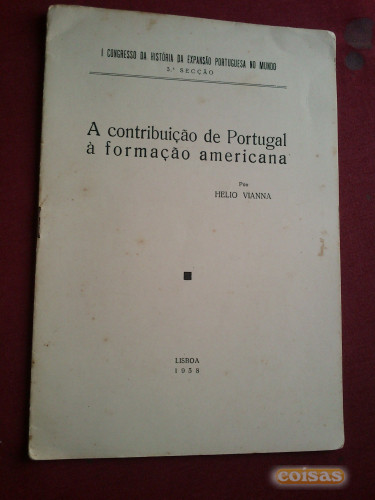 I CONGRESSO DA HISTÓRIA DA EXPANSÃO PORTUGUESA NO MUNDO
3.ª SECÇÃO
A contribuição de Portugal
à formação americana
Por
HELIO VIANNA
LISBOA
1938
coisas